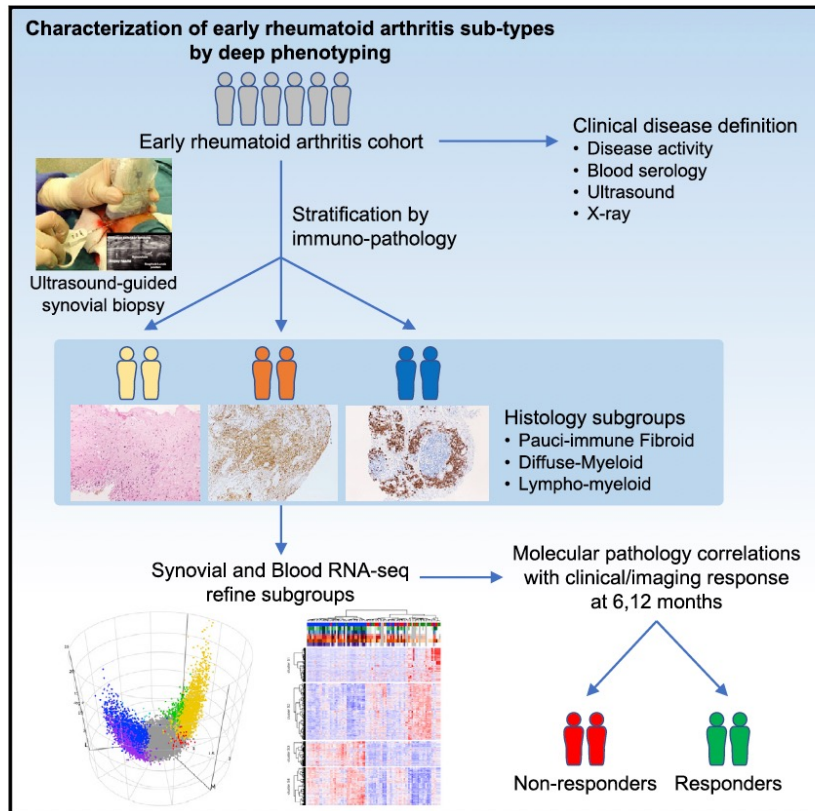 Characterization of early rheumatoid arthritis sub-types
by deep phenotyping
Early rheumatoid arthritis cohort
Clinical disease definition
• Disease activity
• Blood serology
• Ultrasound
• X-ray
Stratification by
immuno-pathology
Ultrasound-guided
synovial biopsy
Histology subgroups
• Pauci-immune Fibroid
• Diffuse-Myeloid
• Lympho-myeloid
Synovial and Blood RNA-seq
refine subgroups
Molecular pathology correlations
with clinical/imaging response
at 6,12 months
Non-responders
Responders